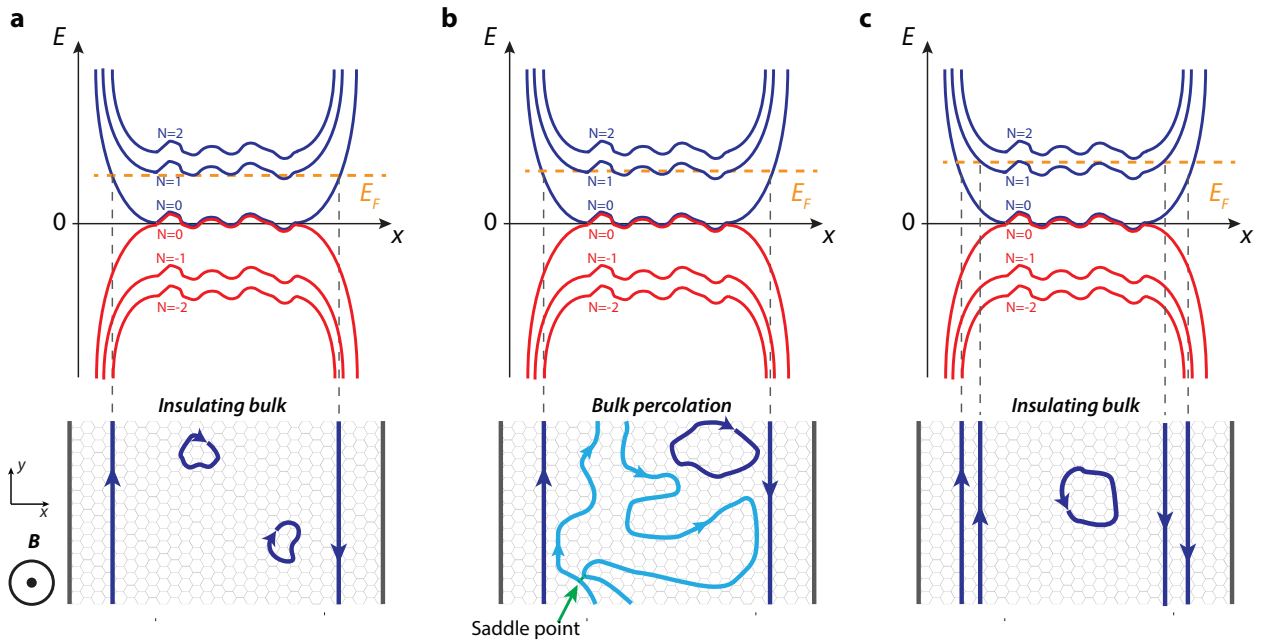 a
E
N=2
N=1
E_F
N=0
0
x
N=0
N=-1
N=-2
Insulating bulk
y
x
B
b
E
N=2
N=1
E_F
N=0
0
x
N=0
N=-1
N=-2
Bulk percolation
Saddle point
c
E
N=2
N=1
E_F
N=0
0
x
N=0
N=-1
N=-2
Insulating bulk